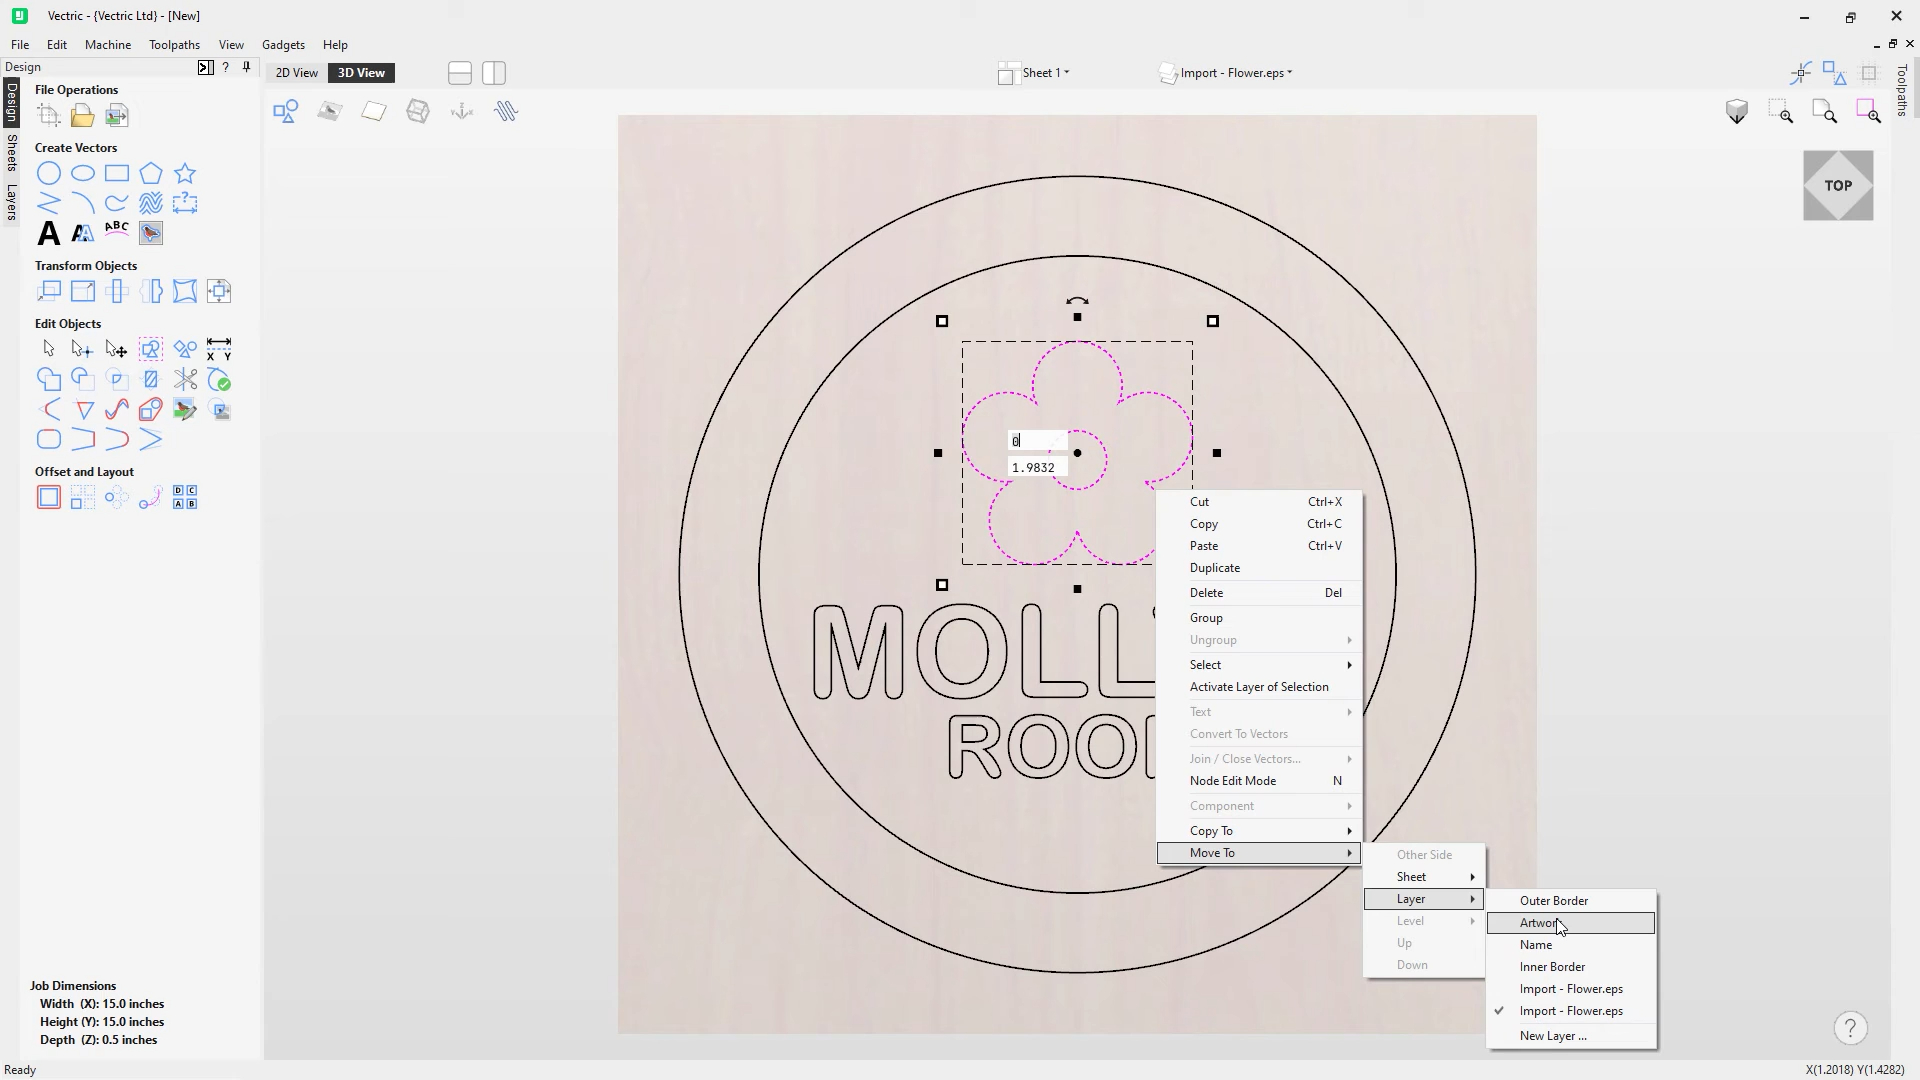 Vectric - {Vectric Ltd} - [New]
File Edit Machine Toolpaths View Gadgets Help
Design ?
2D View 3D View Sheet 1 Import - Flower.eps
Toolpaths
Design
Sheets
Layers
File Operations
Create Vectors
A A ABC
Transform Objects
Edit Objects
X Y
Offset and Layout
D C
A B
TOP
0
1.9832
MOLLY
ROO
Cut Ctrl+X
Copy Ctrl+C
Paste Ctrl+V
Duplicate
Delete Del
Group
Ungroup
Select
Activate Layer of Selection
Text
Convert To Vectors
Join / Close Vectors...
Node Edit Mode N
Component
Copy To
Move To
Other Side
Sheet
Layer
Level
Up
Down
Outer Border
Artwork
Name
Inner Border
Import - Flower.eps
Import - Flower.eps
New Layer ...
Job Dimensions
Width (X): 15.0 inches
Height (Y): 15.0 inches
Depth (Z): 0.5 inches
?
Ready X(1.2018) Y(1.4282)